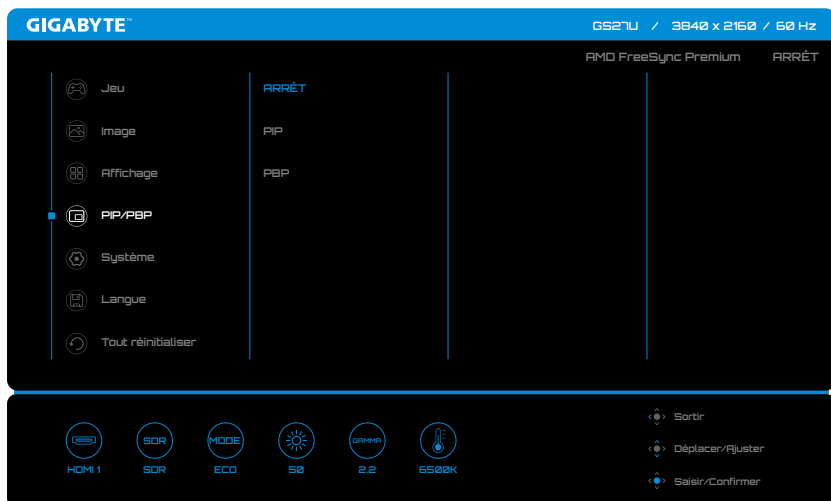 GIGABYTE™ GS27U / 3840 x 2160 / 60 Hz
AMD FreeSync Premium ARRÊT
Jeu ARRÊT
Image PIP
Affichage PBP
PIP/PBP
Système
Langue
Tout réinitialiser
SDR MODE GAMMA
HDMI 1 SDR ECO 50 2.2 6500K
Sortir
Déplacer/Ajuster
Saisir/Confirmer